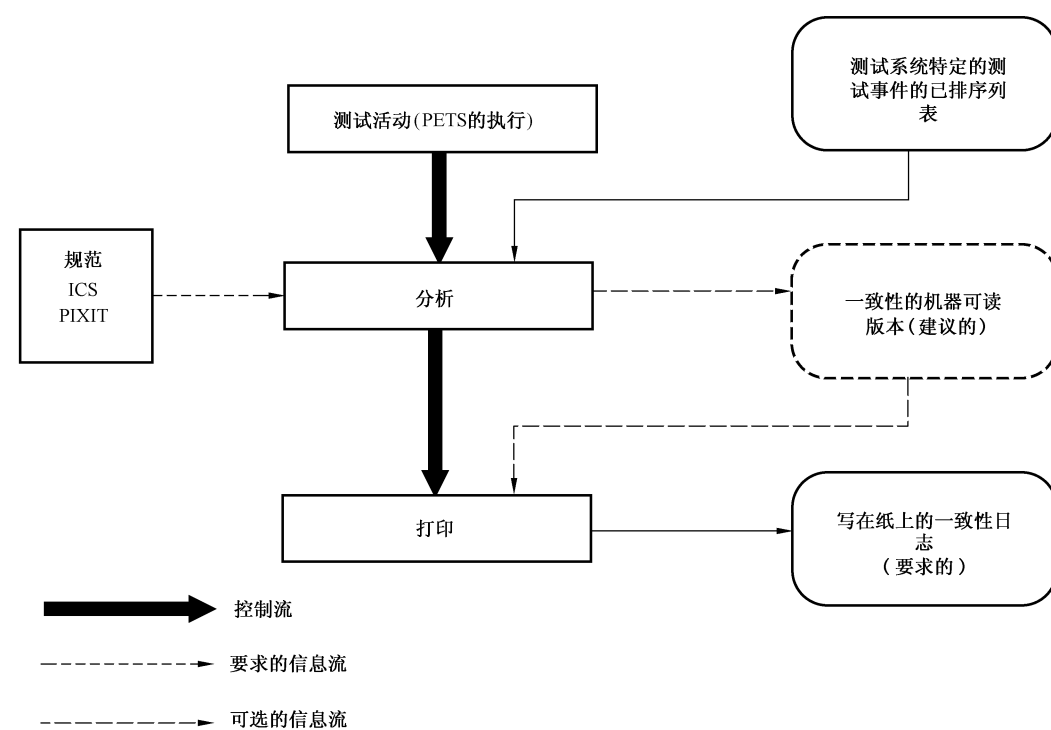 测试系统特定的测
试事件的已排序列
表
测试活动(PETS的执行)
规范
ICS
PIXIT
分析
一致性的机器可读
版本(建议的)
打印
写在纸上的一致性日
志
(要求的)
控制流
要求的信息流
可选的信息流